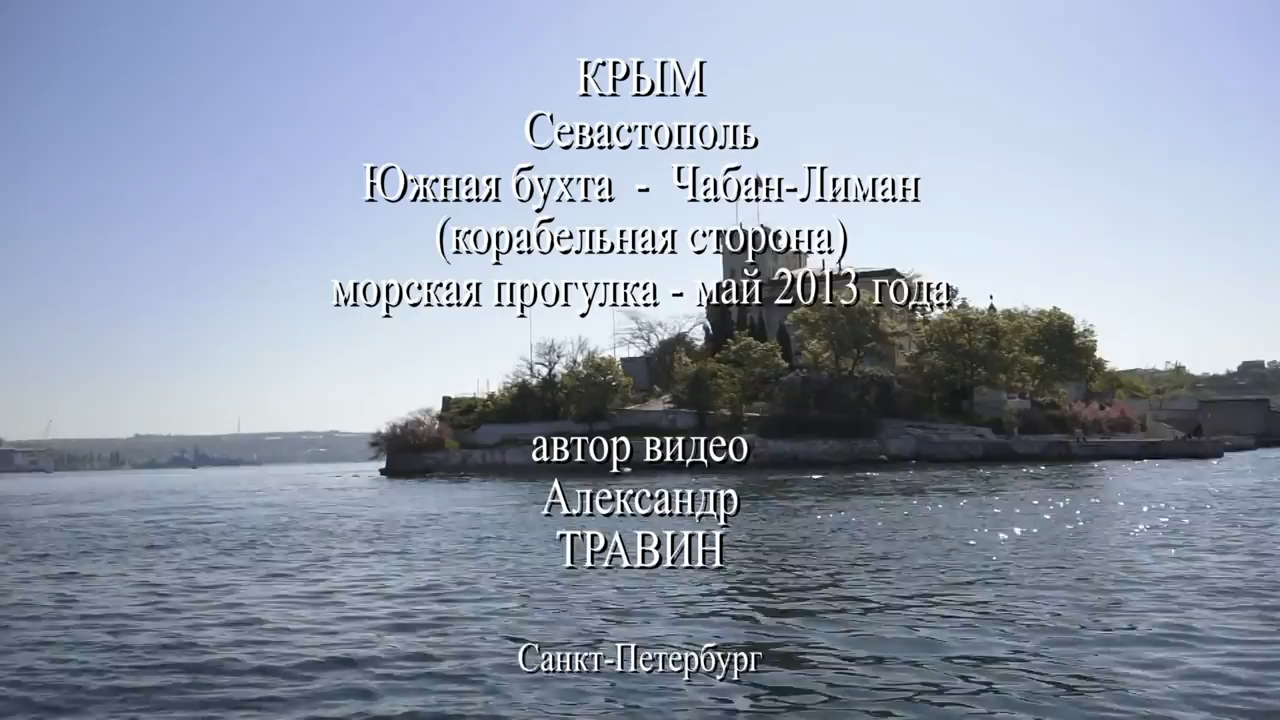 КРЫМ
Севастополь
Южная бухта - Чабан-Лиман
(корабельная сторона)
морская прогулка - май 2013 года
автор видео
Александр
ТРАВИН
Санкт-Петербург